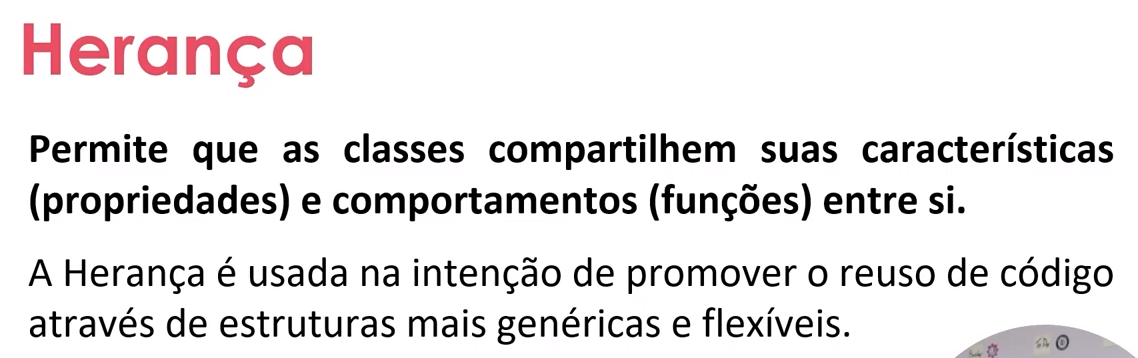 Herança
Permite que as classes compartilhem suas características
(propriedades) e comportamentos (funções) entre si.
A Herança é usada na intenção de promover o reuso de código
através de estruturas mais genéricas e flexíveis.